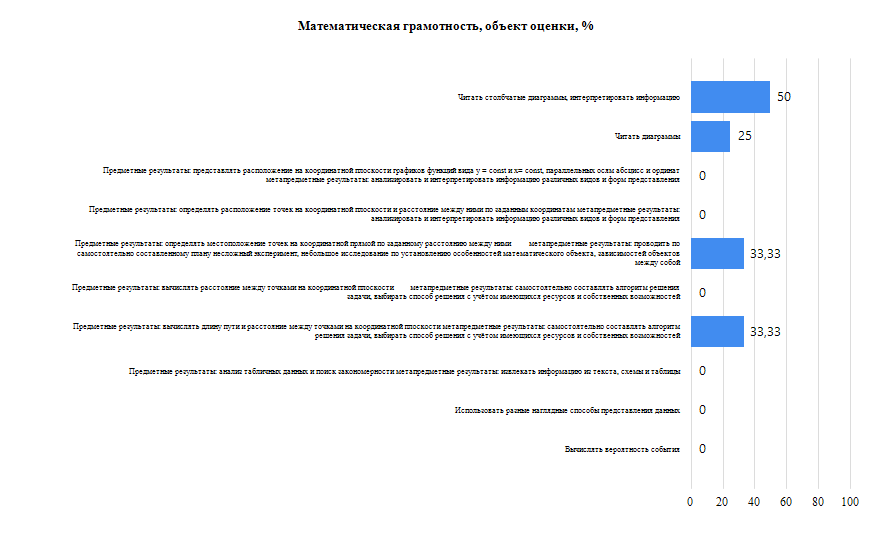 Математическая грамотность, объект оценки, %
Читать столбчатые диаграммы, интерпретировать информацию
50
Читать диаграммы
25
Предметные результаты: представлять расположение на координатной плоскости графиков функций вида y = const и x= const, параллельных осям абсцисс и ординат
метапредметные результаты: анализировать и интерпретировать информацию различных видов и форм представления
0
Предметные результаты: определять расположение точек на координатной плоскости и расстояние между ними по заданным координатам метапредметные результаты:
анализировать и интерпретировать информацию различных видов и форм представления
0
Предметные результаты: определять местоположение точек на координатной прямой по заданному расстоянию между ними метапредметные результаты: проводить по
самостоятельно составленному плану несложный эксперимент, небольшое исследование по установлению особенностей математического объекта, зависимостей объектов
между собой
33,33
Предметные результаты: вычислять расстояние между точками на координатной плоскости метапредметные результаты: самостоятельно составлять алгоритм решения
задачи, выбирать способ решения с учётом имеющихся ресурсов и собственных возможностей
0
Предметные результаты: вычислять длину пути и расстояние между точками на координатной плоскости метапредметные результаты: самостоятельно составлять алгоритм
решения задачи, выбирать способ решения с учётом имеющихся ресурсов и собственных возможностей
33,33
Предметные результаты: анализ табличных данных и поиск закономерности метапредметные результаты: извлекать информацию из текста, схемы и таблицы
0
Использовать разные наглядные способы представления данных
0
Вычислять вероятность события
0
0 20 40 60 80 100